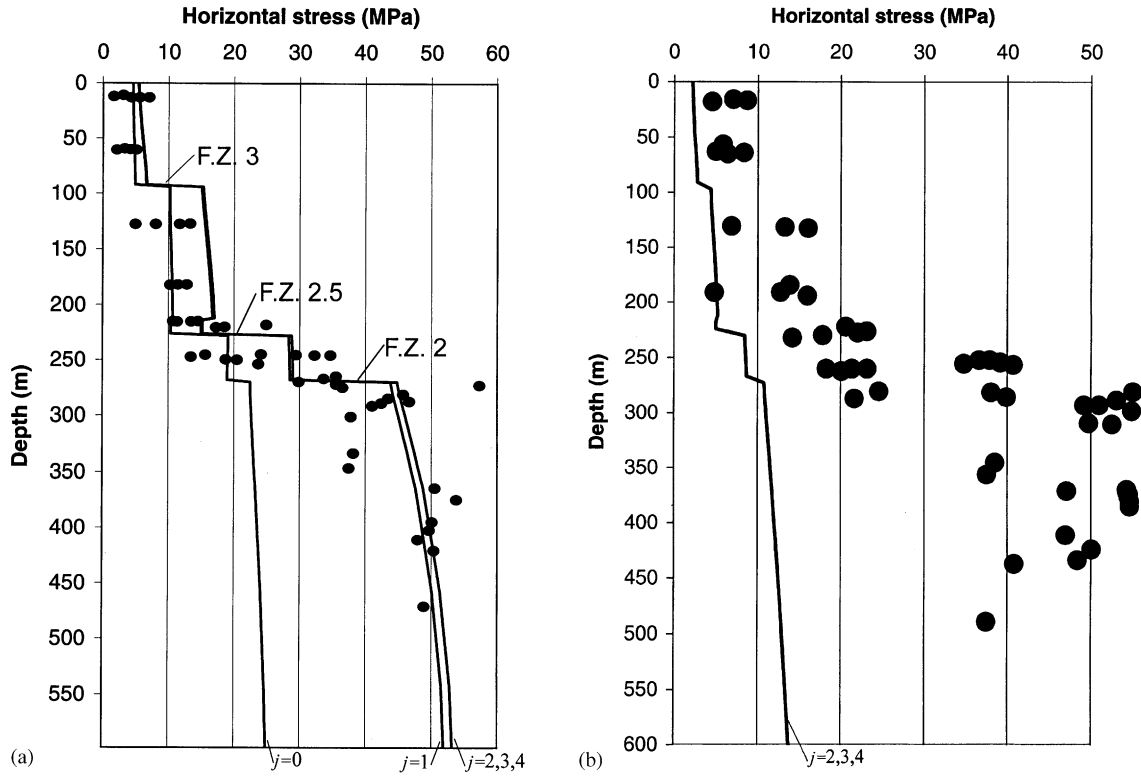 Horizontal stress (MPa)
0 10 20 30 40 50 60
0
50
100
150
200
250
300
350
400
450
500
550
Depth (m)
F.Z. 3
F.Z. 2.5
F.Z. 2
(a)
j=0
j=1
j=2,3,4
Horizontal stress (MPa)
0 10 20 30 40 50
0
50
100
150
200
250
300
350
400
450
500
550
600
Depth (m)
(b)
j=2,3,4